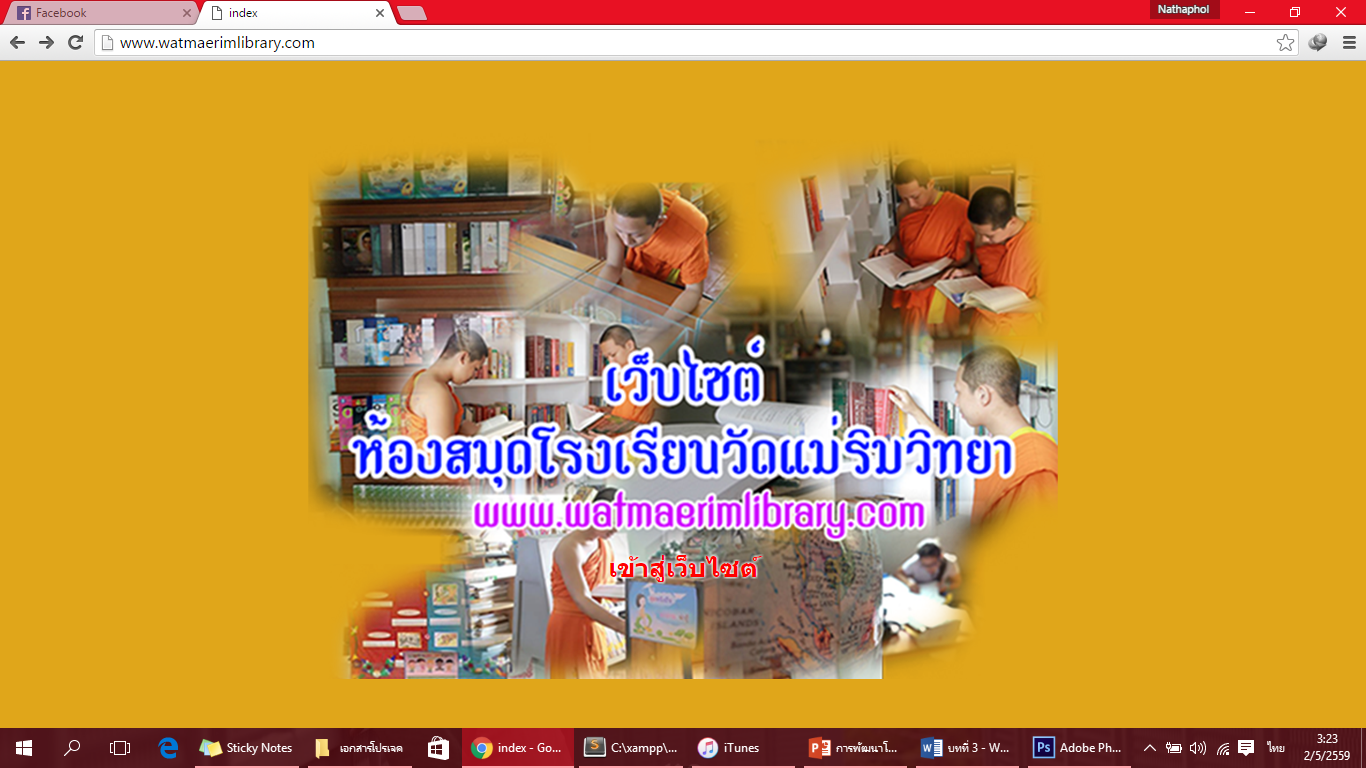 Facebook
index
Nathaphol
www.watmaerimlibrary.com
เว็บไซต์
ห้องสมุดโรงเรียนวัดแม่ริมวิทยา
www.watmaerimlibrary.com
เข้าสู่เว็บไซต์
NICOBAR
ISLANDS
Sticky Notes
เอกสารโปรเจค
index - Go...
C:\xampp\...
iTunes
การพัฒนาโ...
บทที่ 3 - W...
Adobe Ph...
ไทย
3:23
2/5/2559